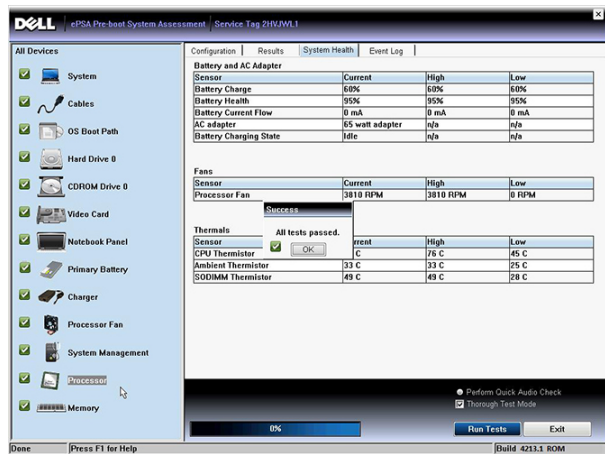 DELL ePSA Pre-boot System Assessment Service Tag 2HVJWL1
All Devices
System
Cables
OS Boot Path
Hard Drive 0
CDROM Drive 0
Video Card
Notebook Panel
Primary Battery
Charger
Processor Fan
System Management
Processor
Memory
Configuration Results System Health Event Log
Battery and AC Adapter
Sensor Current High Low
Battery Charge 60% 60% 60%
Battery Health 95% 95% 95%
Battery Current Flow 0 mA 0 mA 0 mA
AC adapter 65 watt adapter n/a n/a
Battery Charging State Idle n/a n/a
Fans
Sensor Current High Low
Processor Fan 3810 RPM 3810 RPM 0 RPM
Success
All tests passed.
OK
Thermals
Sensor rrent High Low
CPU Thermistor C 76 C 45 C
Ambient Thermistor 33 C 33 C 25 C
SODIMM Thermistor 49 C 49 C 28 C
Perform Quick Audio Check
Thorough Test Mode
0% Run Tests Exit
Done Press F1 for Help Build 4213.1 ROM